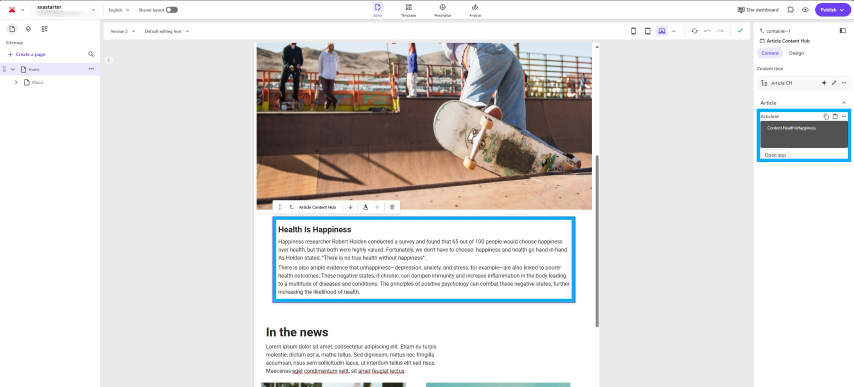 sxastarter
English
Shared layout
Editor
Templates
Personalize
Analyze
Site dashboard
Publish
Version 2
Default editing host
Sitemap
+ Create a page
Home
About
Article Content Hub
Health Is Happiness
Happiness researcher Robert Holden conducted a survey and found that 65 out of 100 people would choose happiness
over health, but that both were highly valued. Fortunately, we don't have to choose: happiness and health go hand-in-hand.
As Holden stated, "There is no true health without happiness".
There is also ample evidence that unhappiness—depression, anxiety, and stress, for example—are also linked to poorer
health outcomes. These negative states, if chronic, can dampen immunity and increase inflammation in the body leading
to a multitude of diseases and conditions. The principles of positive psychology can combat these negative states, further
increasing the likelihood of health.
In the news
Lorem ipsum dolor sit amet, consectetur adipiscing elit. Etiam eu turpis
molestie, dictum est a, mattis tellus. Sed dignissim, metus nec fringilla
accumsan, risus sem sollicitudin lacus, ut interdum tellus elit sed risus.
Maecenas eget condimentum velit, sit amet feugiat lectus.
container-1
Article Content Hub
Content
Design
Content item
Article CH
Article
ArticleId
Content.HealthIsHappiness
Open app